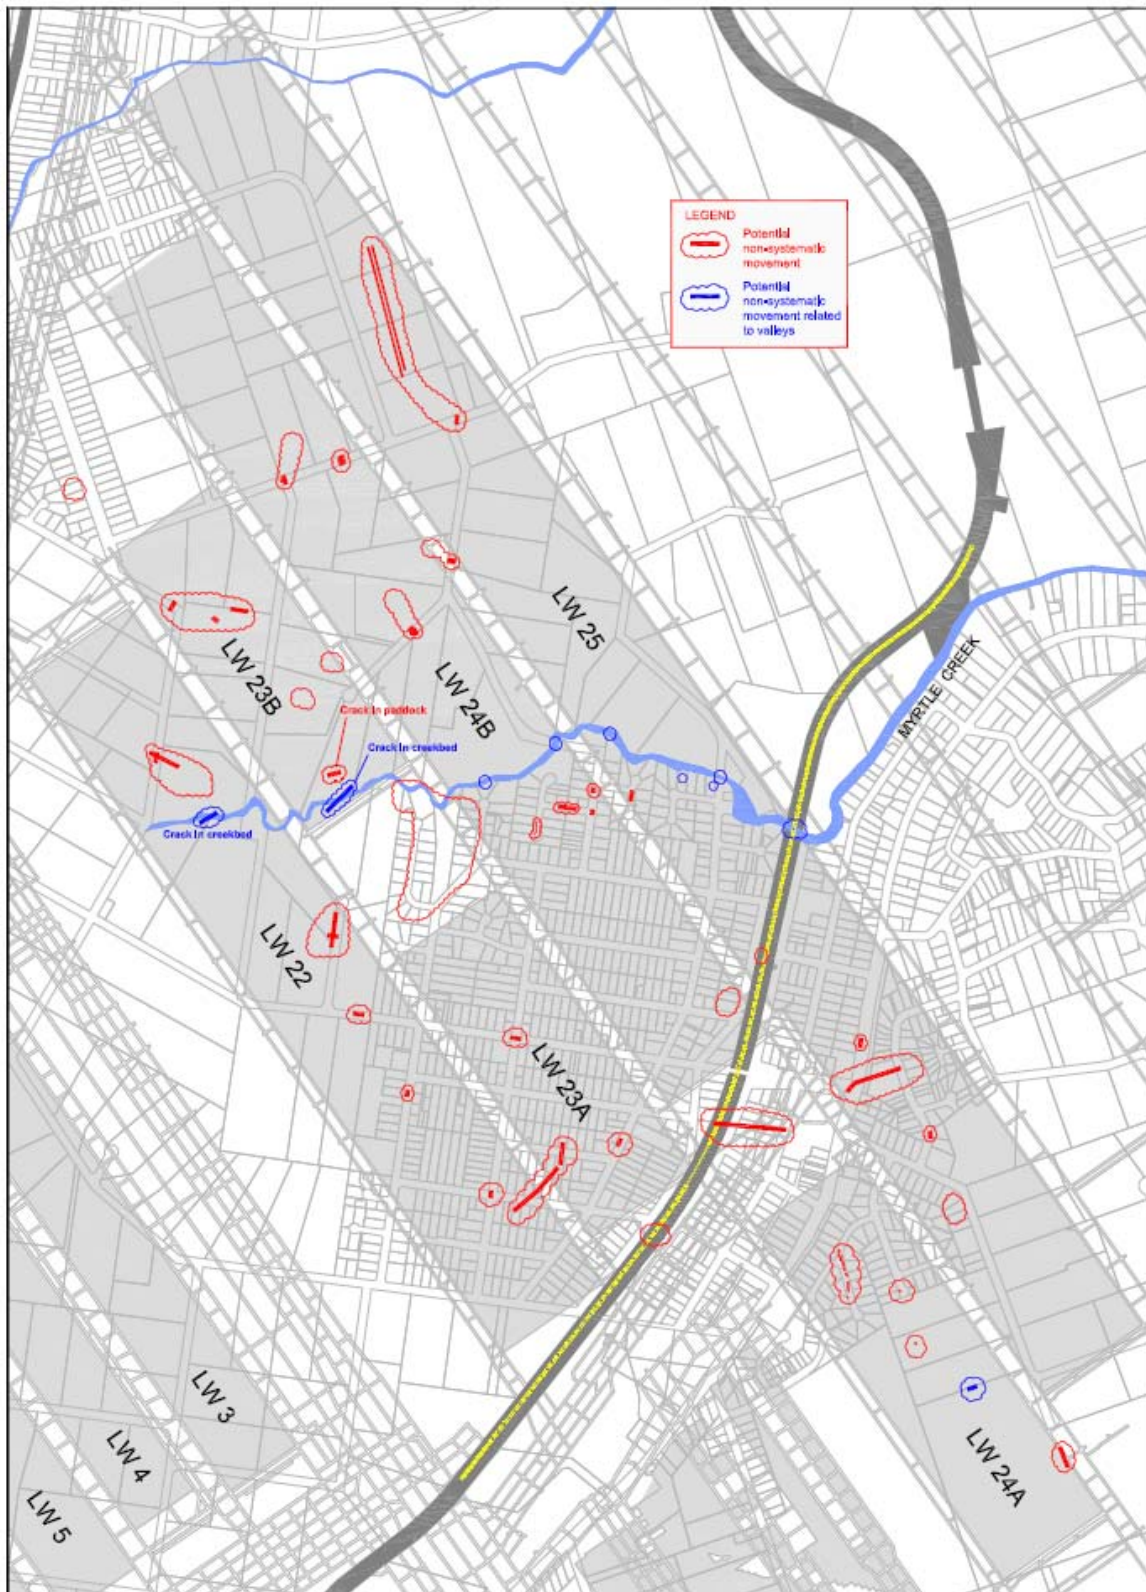 LEGEND
Potential
non-systematic
movement
Potential
non-systematic
movement related
to valleys
LW 25
LW 23B
LW 24B
MYRTLE CREEK
Crack in paddock
Crack in creekbed
Crack in creekbed
LW 22
LW 23A
LW 3
LW 4
LW 24A
LW 5